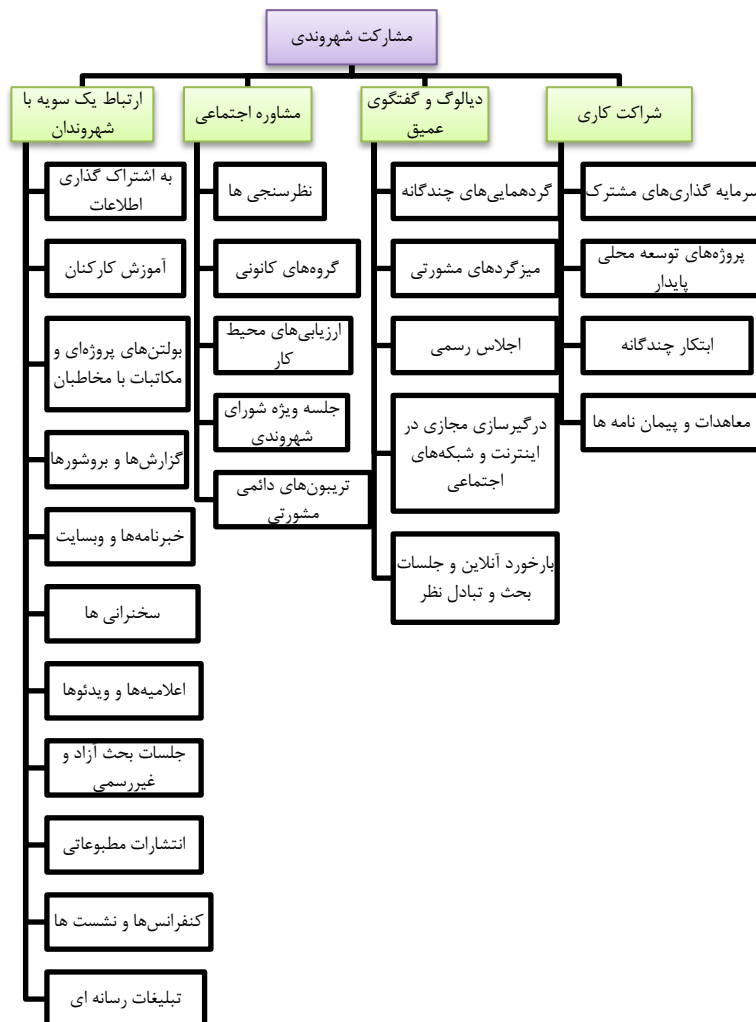 مشارکت شهروندی
شراکت کاری
سرمایه گذاری‌های مشترک
پروژه‌های توسعه محلی
پایدار
ابتکار چندگانه
معاهدات و پیمان نامه ها
دیالوگ و گفتگوی
عمیق
گردهمایی‌های چندگانه
میزگردهای مشورتی
اجلاس رسمی
درگیرسازی مجازی در
اینترنت و شبکه‌های
اجتماعی
بارخورد آنلاین و جلسات
بحث و تبادل نظر
مشاوره اجتماعی
نظرسنجی ها
گروه‌های کانونی
ارزیابی‌های محیط
کار
جلسه ویژه شورای
شهروندی
تریبون‌های دائمی
مشورتی
ارتباط یک سویه با
شهروندان
به اشتراک گذاری
اطلاعات
آموزش کارکنان
بولتن‌های پروژه‌ای و
مکاتبات با مخاطبان
گزارش‌ها و بروشورها
خبرنامه‌ها و وبسایت
سخنرانی ها
اعلامیه‌ها و ویدئوها
جلسات بحث آزاد و
غیررسمی
انتشارات مطبوعاتی
کنفرانس‌ها و نشست ها
تبلیغات رسانه ای